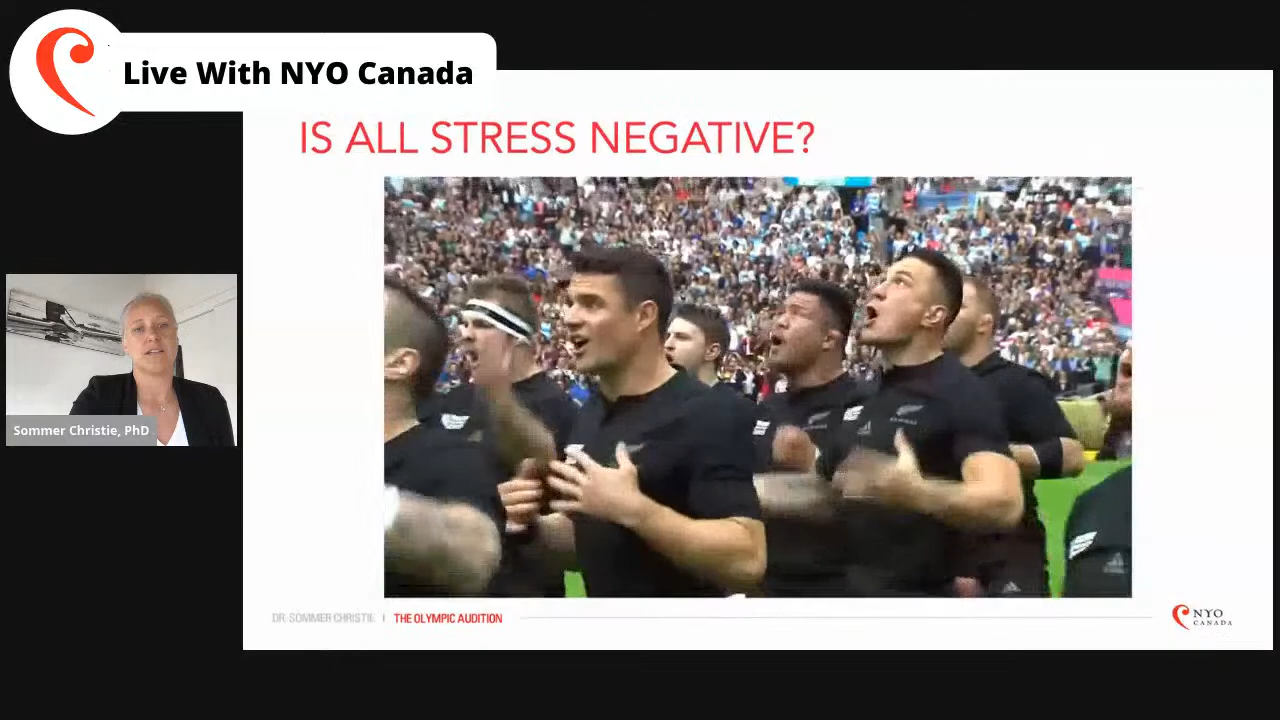 Live With NYO Canada
IS ALL STRESS NEGATIVE?
Sommer Christie, PhD
DR. SOMMER CHRISTIE | THE OLYMPIC AUDITION
NYO
CANADA